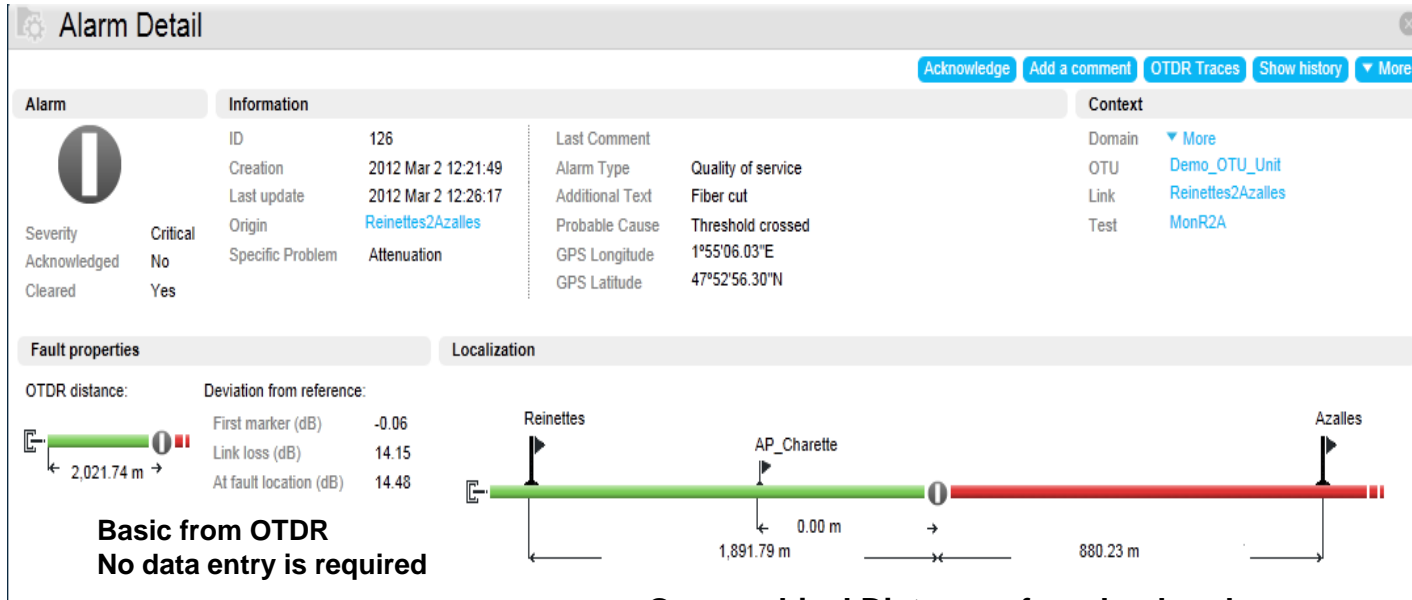 Alarm Detail
Acknowledge Add a comment OTDR Traces Show history More
Alarm
Severity Critical
Acknowledged No
Cleared Yes
Information
ID 126
Creation 2012 Mar 2 12:21:49
Last update 2012 Mar 2 12:26:17
Origin Reinettes2Azalles
Specific Problem Attenuation
Last Comment
Alarm Type Quality of service
Additional Text Fiber cut
Probable Cause Threshold crossed
GPS Longitude 1º55'06.03"E
GPS Latitude 47º52'56.30"N
Context
Domain More
OTU Demo_OTU_Unit
Link Reinettes2Azalles
Test MonR2A
Fault properties
OTDR distance:
2,021.74 m
Deviation from reference:
First marker (dB) -0.06
Link loss (dB) 14.15
At fault location (dB) 14.48
Basic from OTDR
No data entry is required
Localization
Reinettes
AP_Charette
Azalles
0.00 m
1,891.79 m
880.23 m